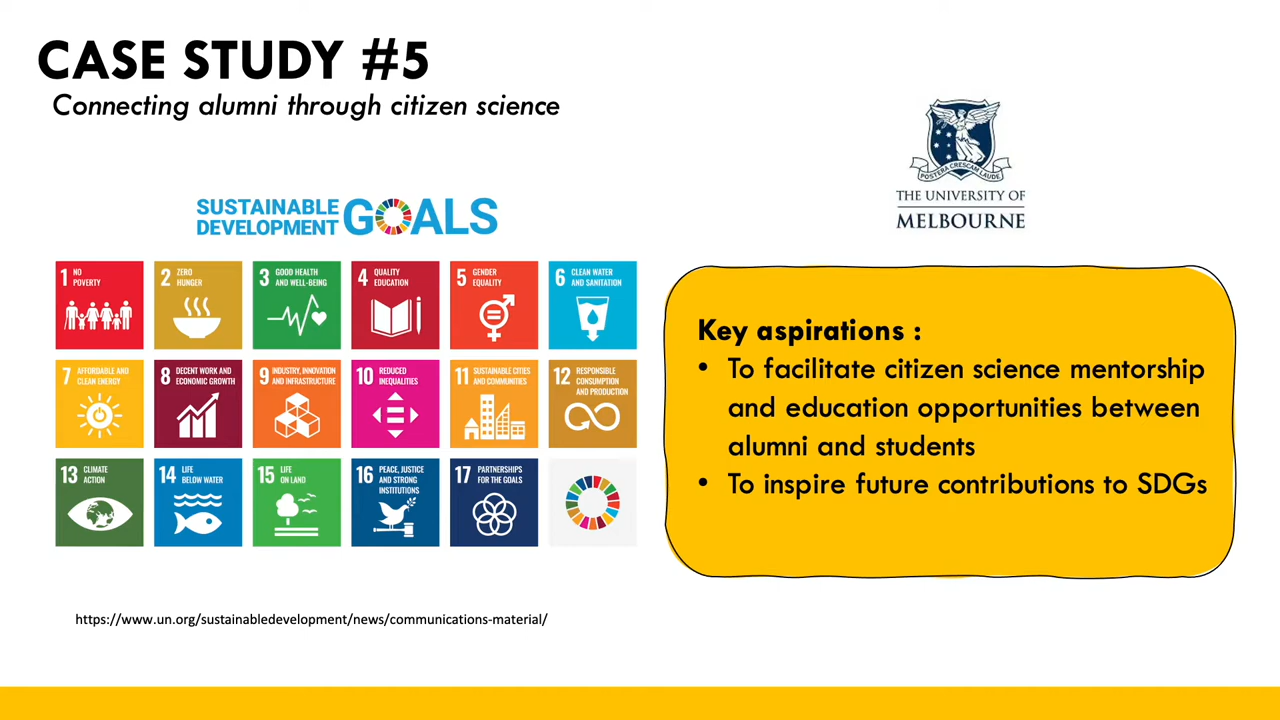 CASE STUDY #5
Connecting alumni through citizen science
POSTERA CRESCAM LAUDE
THE UNIVERSITY OF
MELBOURNE
SUSTAINABLE
DEVELOPMENT
GOALS
1 NO
POVERTY
2 ZERO
HUNGER
3 GOOD HEALTH
AND WELL-BEING
4 QUALITY
EDUCATION
5 GENDER
EQUALITY
6 CLEAN WATER
AND SANITATION
7 AFFORDABLE AND
CLEAN ENERGY
8 DECENT WORK AND
ECONOMIC GROWTH
9 INDUSTRY, INNOVATION
AND INFRASTRUCTURE
10 REDUCED
INEQUALITIES
11 SUSTAINABLE CITIES
AND COMMUNITIES
12 RESPONSIBLE
CONSUMPTION
AND PRODUCTION
13 CLIMATE
ACTION
14 LIFE
BELOW WATER
15 LIFE
ON LAND
16 PEACE, JUSTICE
AND STRONG
INSTITUTIONS
17 PARTNERSHIPS
FOR THE GOALS
Key aspirations :
• To facilitate citizen science mentorship
and education opportunities between
alumni and students
• To inspire future contributions to SDGs
https://www.un.org/sustainabledevelopment/news/communications-material/